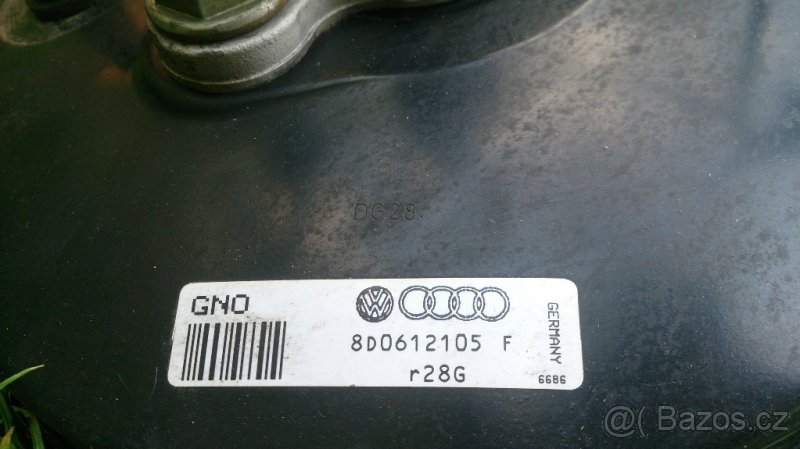 DG28
GNO
8D0612105 F
r28G
GERMANY
6686
@ Bazos.cz